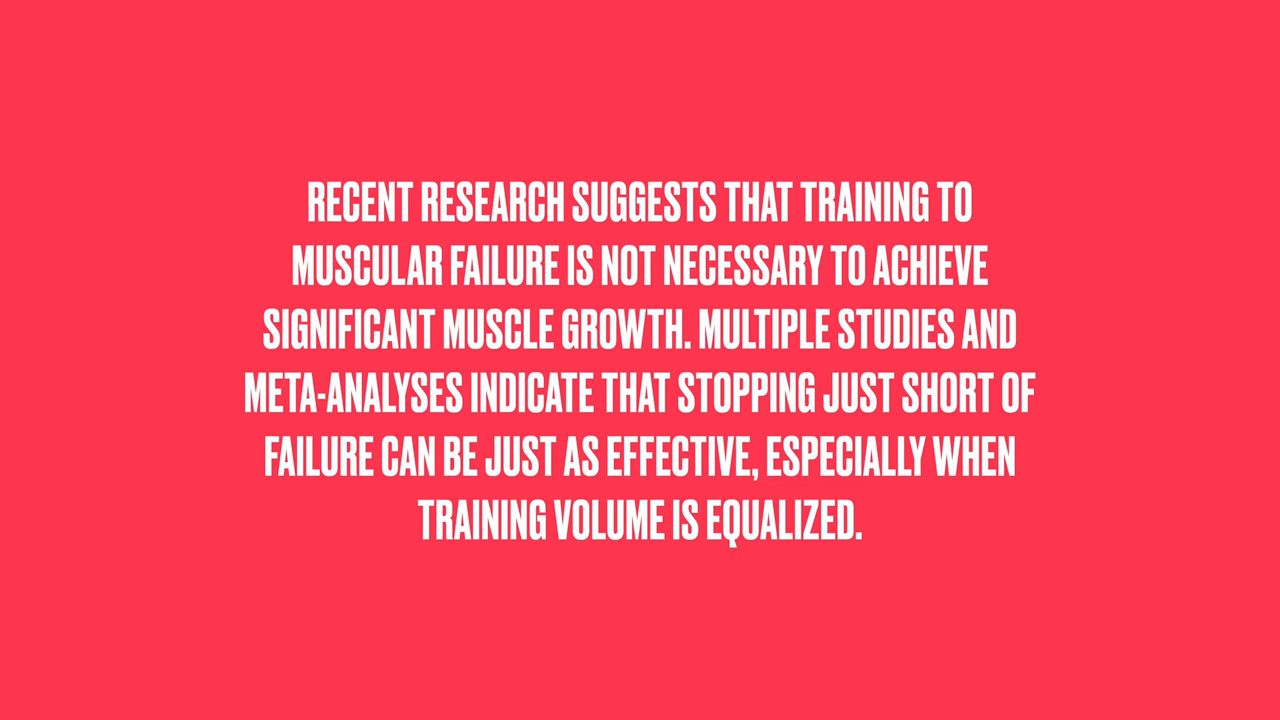 RECENT RESEARCH SUGGESTS THAT TRAINING TO
MUSCULAR FAILURE IS NOT NECESSARY TO ACHIEVE
SIGNIFICANT MUSCLE GROWTH. MULTIPLE STUDIES AND
META-ANALYSES INDICATE THAT STOPPING JUST SHORT OF
FAILURE CAN BE JUST AS EFFECTIVE, ESPECIALLY WHEN
TRAINING VOLUME IS EQUALIZED.